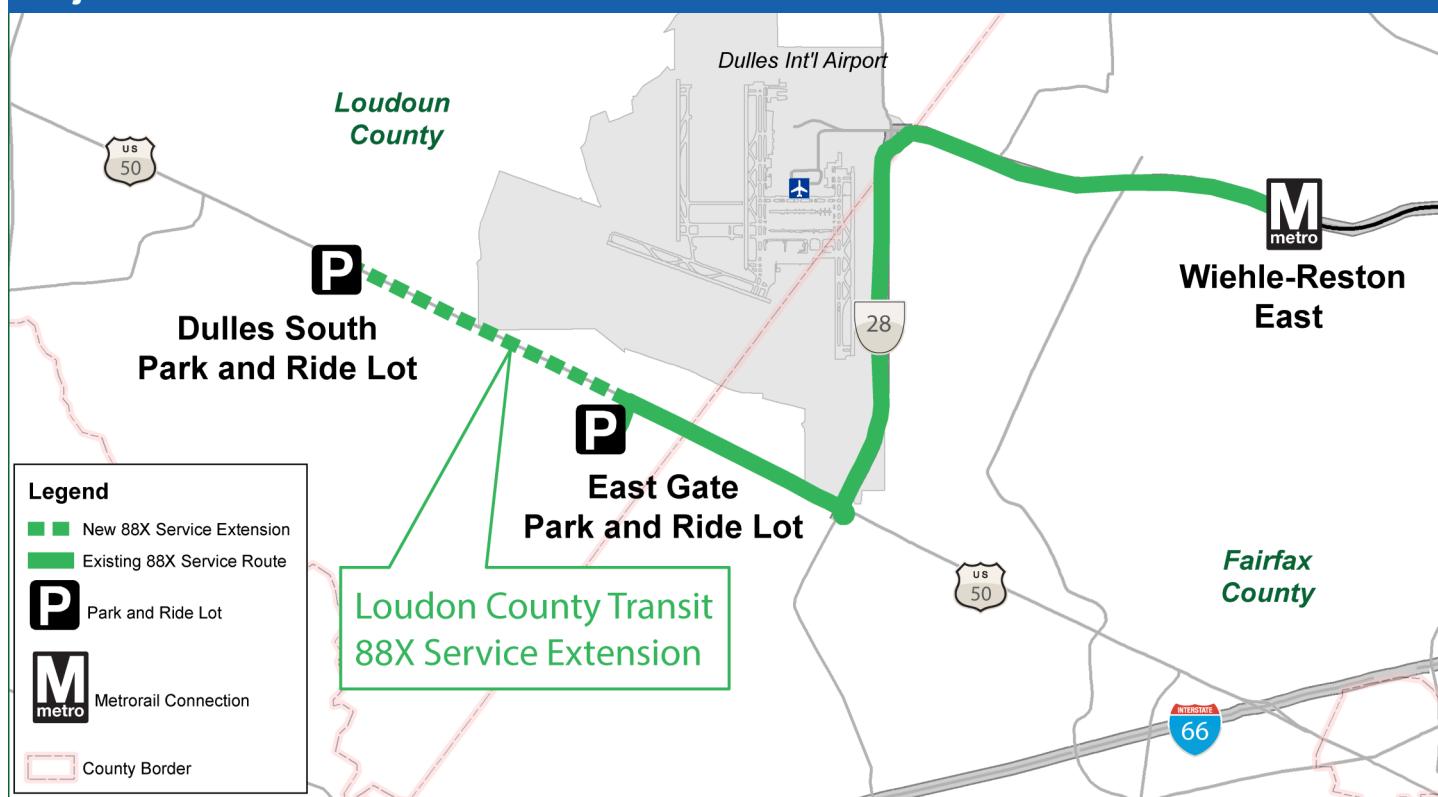 Dulles Int'l Airport
Loudoun
County
US
50
M
metro
Wiehle-Reston
East
P
Dulles South
Park and Ride Lot
28
P
East Gate
Park and Ride Lot
Legend
New 88X Service Extension
Existing 88X Service Route
P
Park and Ride Lot
M
metro
Metrorail Connection
County Border
Loudon County Transit
88X Service Extension
US
50
Fairfax
County
INTERSTATE
66